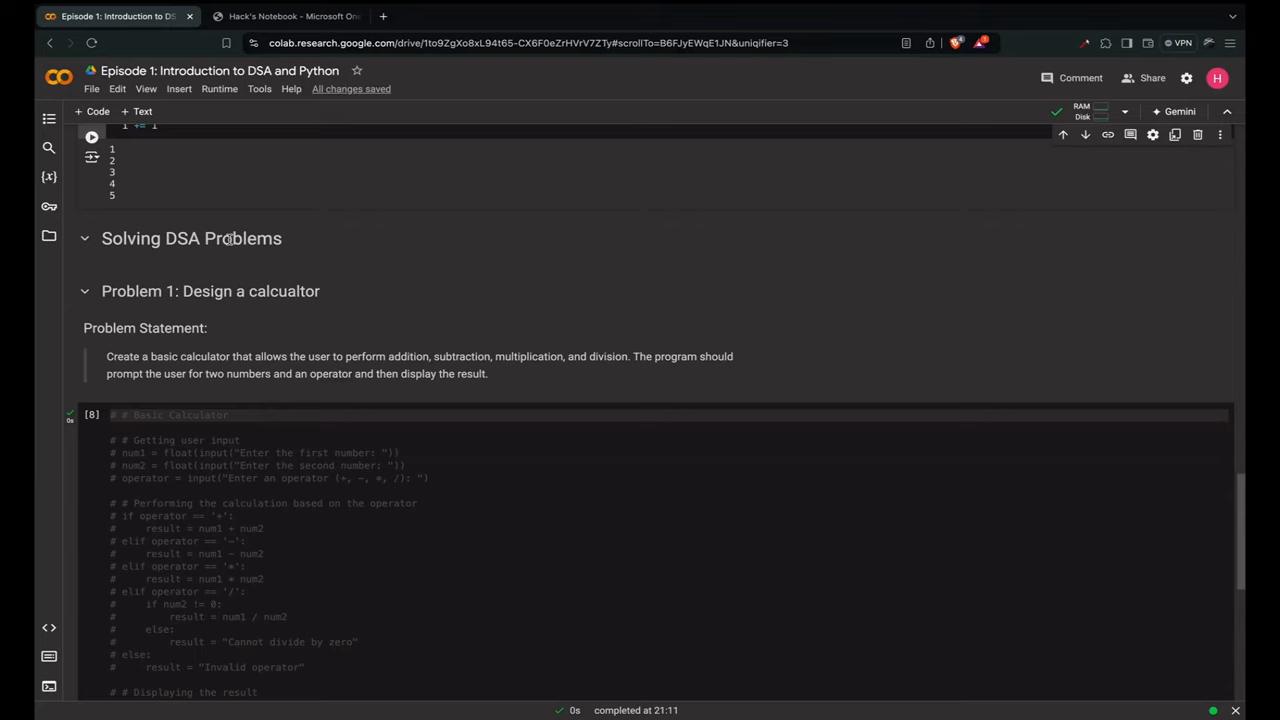 Episode 1: Introduction to DS
Hack's Notebook - Microsoft On
colab.research.google.com/drive/1to9ZgXo8xL94t65-CX6F0eZrHVrV7ZTy#scrollTo=B6FJyEWqE1JN&uniqifier=3
VPN
Episode 1: Introduction to DSA and Python
Comment
Share
H
File Edit View Insert Runtime Tools Help All changes saved
+ Code + Text
RAM
Disk
Gemini
i += 1
1
2
3
4
5
Solving DSA Problems
Problem 1: Design a calcualtor
Problem Statement:
Create a basic calculator that allows the user to perform addition, subtraction, multiplication, and division. The program should
prompt the user for two numbers and an operator and then display the result.
[8]
0s
# # Basic Calculator
# # Getting user input
# num1 = float(input("Enter the first number: "))
# num2 = float(input("Enter the second number: "))
# operator = input("Enter an operator (+, -, *, /): ")
# # Performing the calculation based on the operator
# if operator == '+':
#     result = num1 + num2
# elif operator == '-':
#     result = num1 - num2
# elif operator == '*':
#     result = num1 * num2
# elif operator == '/':
#     if num2 != 0:
#         result = num1 / num2
#     else:
#         result = "Cannot divide by zero"
# else:
#     result = "Invalid operator"
# # Displaying the result
0s completed at 21:11